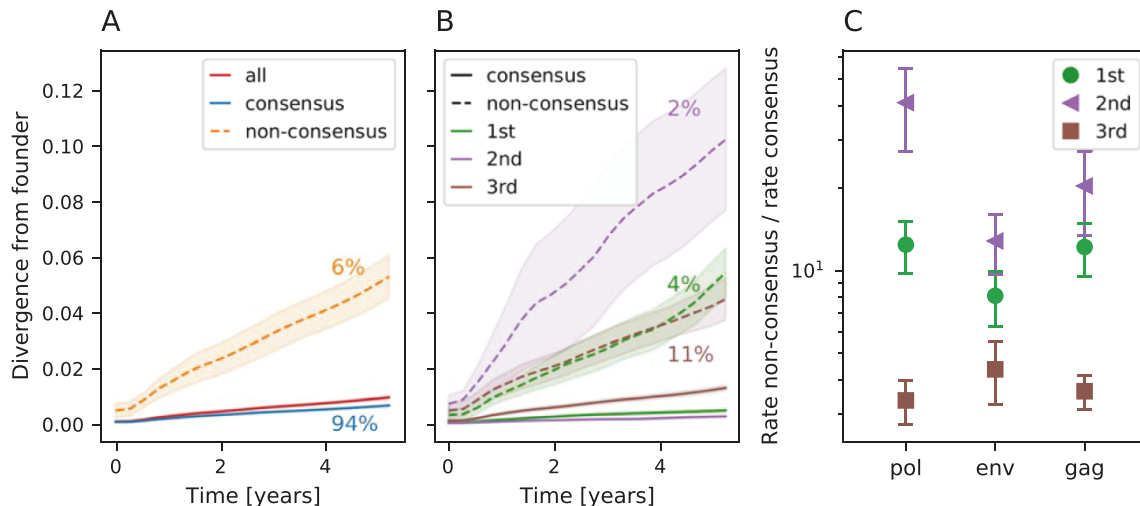 A
B
C
Divergence from founder
0.12
0.10
0.08
0.06
0.04
0.02
0.00
all
consensus
non-consensus
6%
94%
0
2
4
Time [years]
consensus
non-consensus
1st
2nd
3rd
2%
4%
11%
0
2
4
Time [years]
Rate non-consensus / rate consensus
10¹
1st
2nd
3rd
pol
env
gag